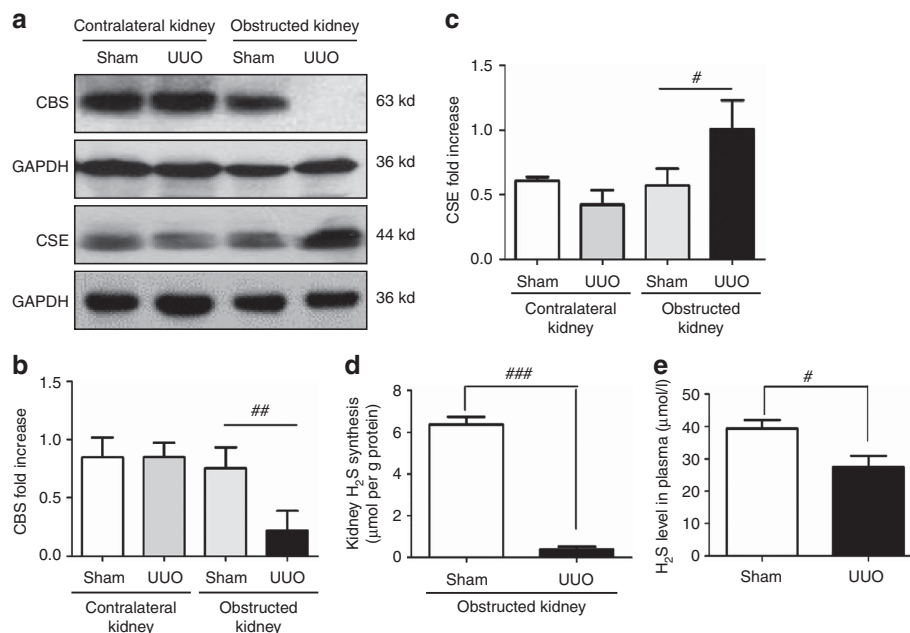 a
Contralateral kidney Obstructed kidney
Sham UUO Sham UUO
CBS 63 kd
GAPDH 36 kd
CSE 44 kd
GAPDH 36 kd
b
CBS fold increase
1.5
1.0
0.5
0.0
##
Sham UUO Sham UUO
Contralateral kidney
Obstructed kidney
c
CSE fold increase
1.5
1.0
0.5
0.0
#
Sham UUO Sham UUO
Contralateral kidney
Obstructed kidney
d
Kidney H₂S synthesis
(μmol per g protein)
8
6
4
2
0
###
Sham UUO
Obstructed kidney
e
H₂S level in plasma (μmol/l)
50
40
30
20
10
0
#
Sham UUO